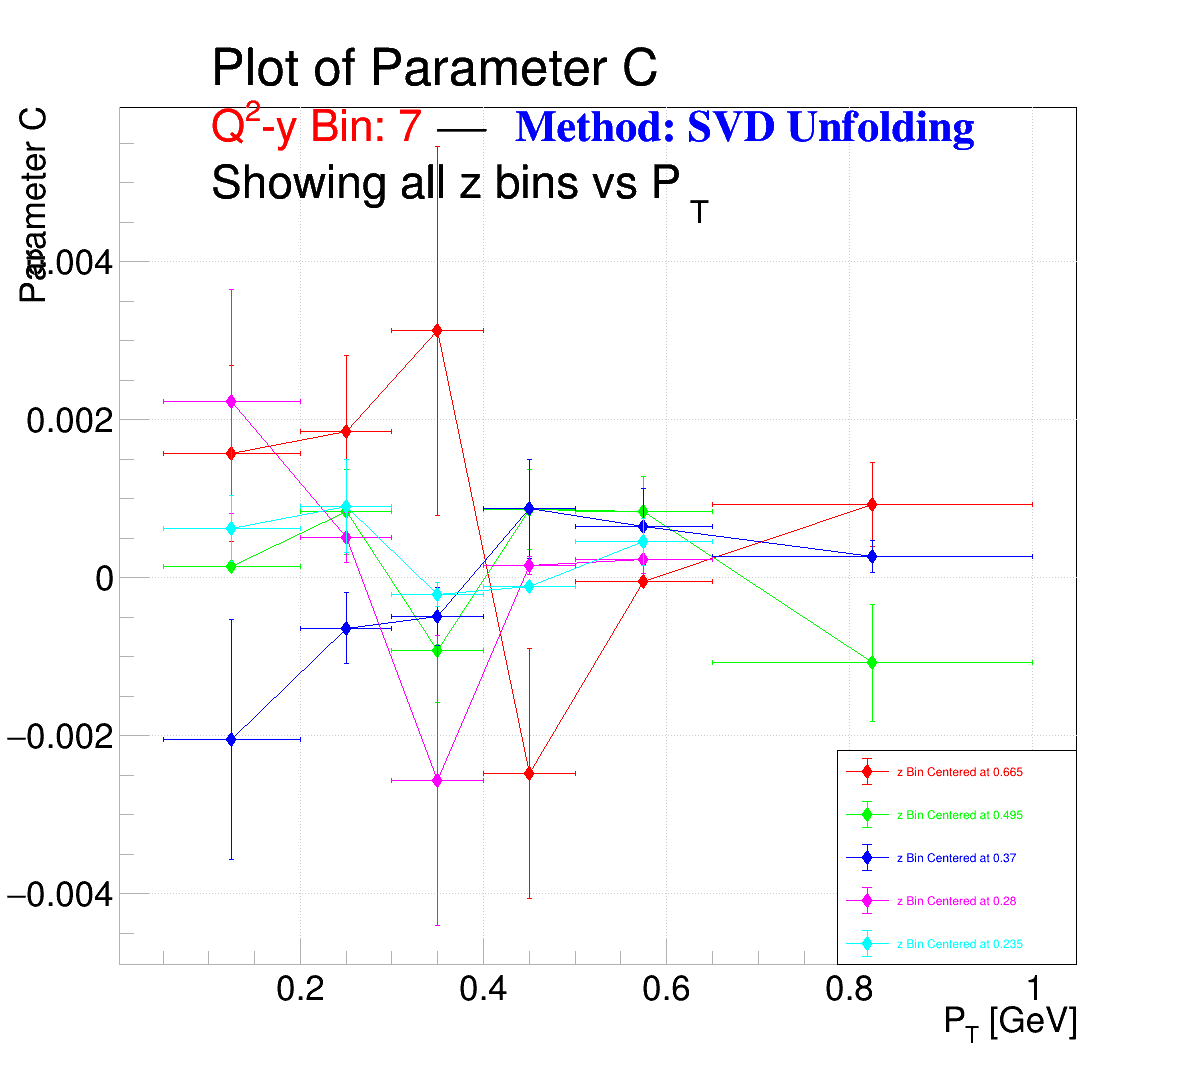 Plot of Parameter C
Q²-y Bin: 7 — Method: SVD Unfolding
Showing all z bins vs P_T
Parameter C
0.004
0.002
0
−0.002
−0.004
z Bin Centered at 0.665
z Bin Centered at 0.495
z Bin Centered at 0.37
z Bin Centered at 0.28
z Bin Centered at 0.235
0.2 0.4 0.6 0.8 1
P_T [GeV]